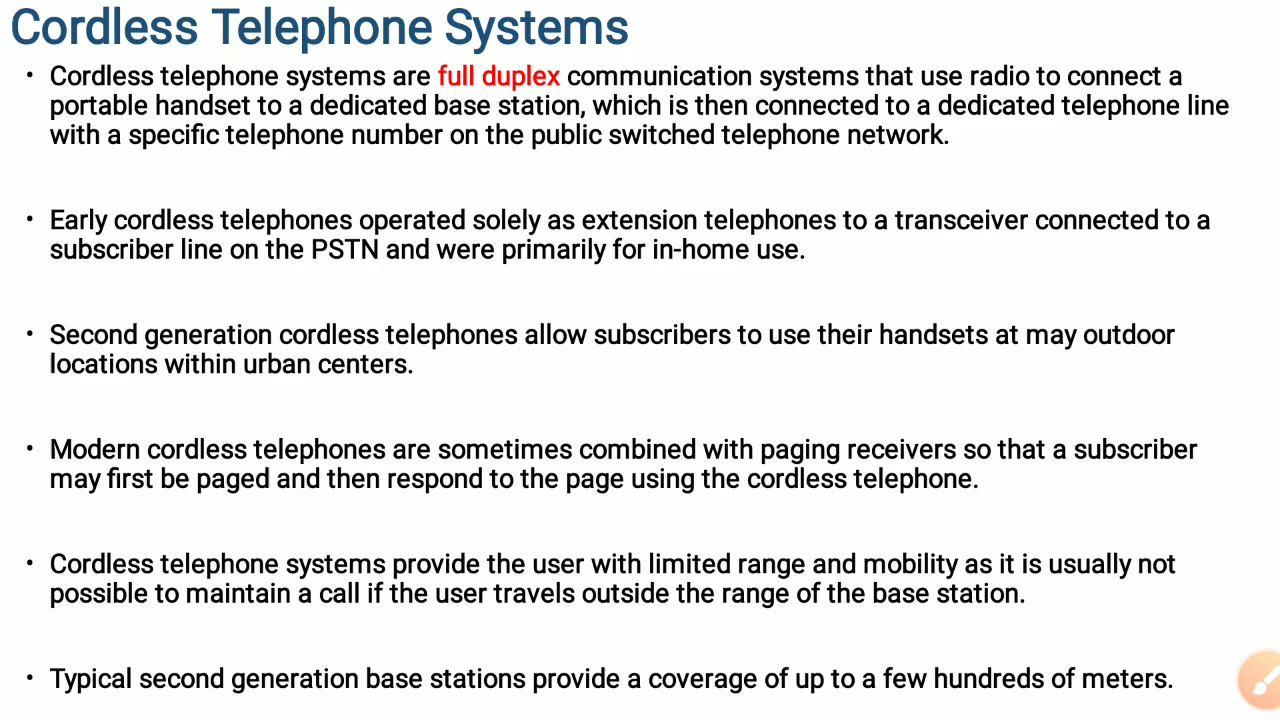 Cordless Telephone Systems
• Cordless telephone systems are full duplex communication systems that use radio to connect a
portable handset to a dedicated base station, which is then connected to a dedicated telephone line
with a specific telephone number on the public switched telephone network.
• Early cordless telephones operated solely as extension telephones to a transceiver connected to a
subscriber line on the PSTN and were primarily for in-home use.
• Second generation cordless telephones allow subscribers to use their handsets at may outdoor
locations within urban centers.
• Modern cordless telephones are sometimes combined with paging receivers so that a subscriber
may first be paged and then respond to the page using the cordless telephone.
• Cordless telephone systems provide the user with limited range and mobility as it is usually not
possible to maintain a call if the user travels outside the range of the base station.
• Typical second generation base stations provide a coverage of up to a few hundreds of meters.